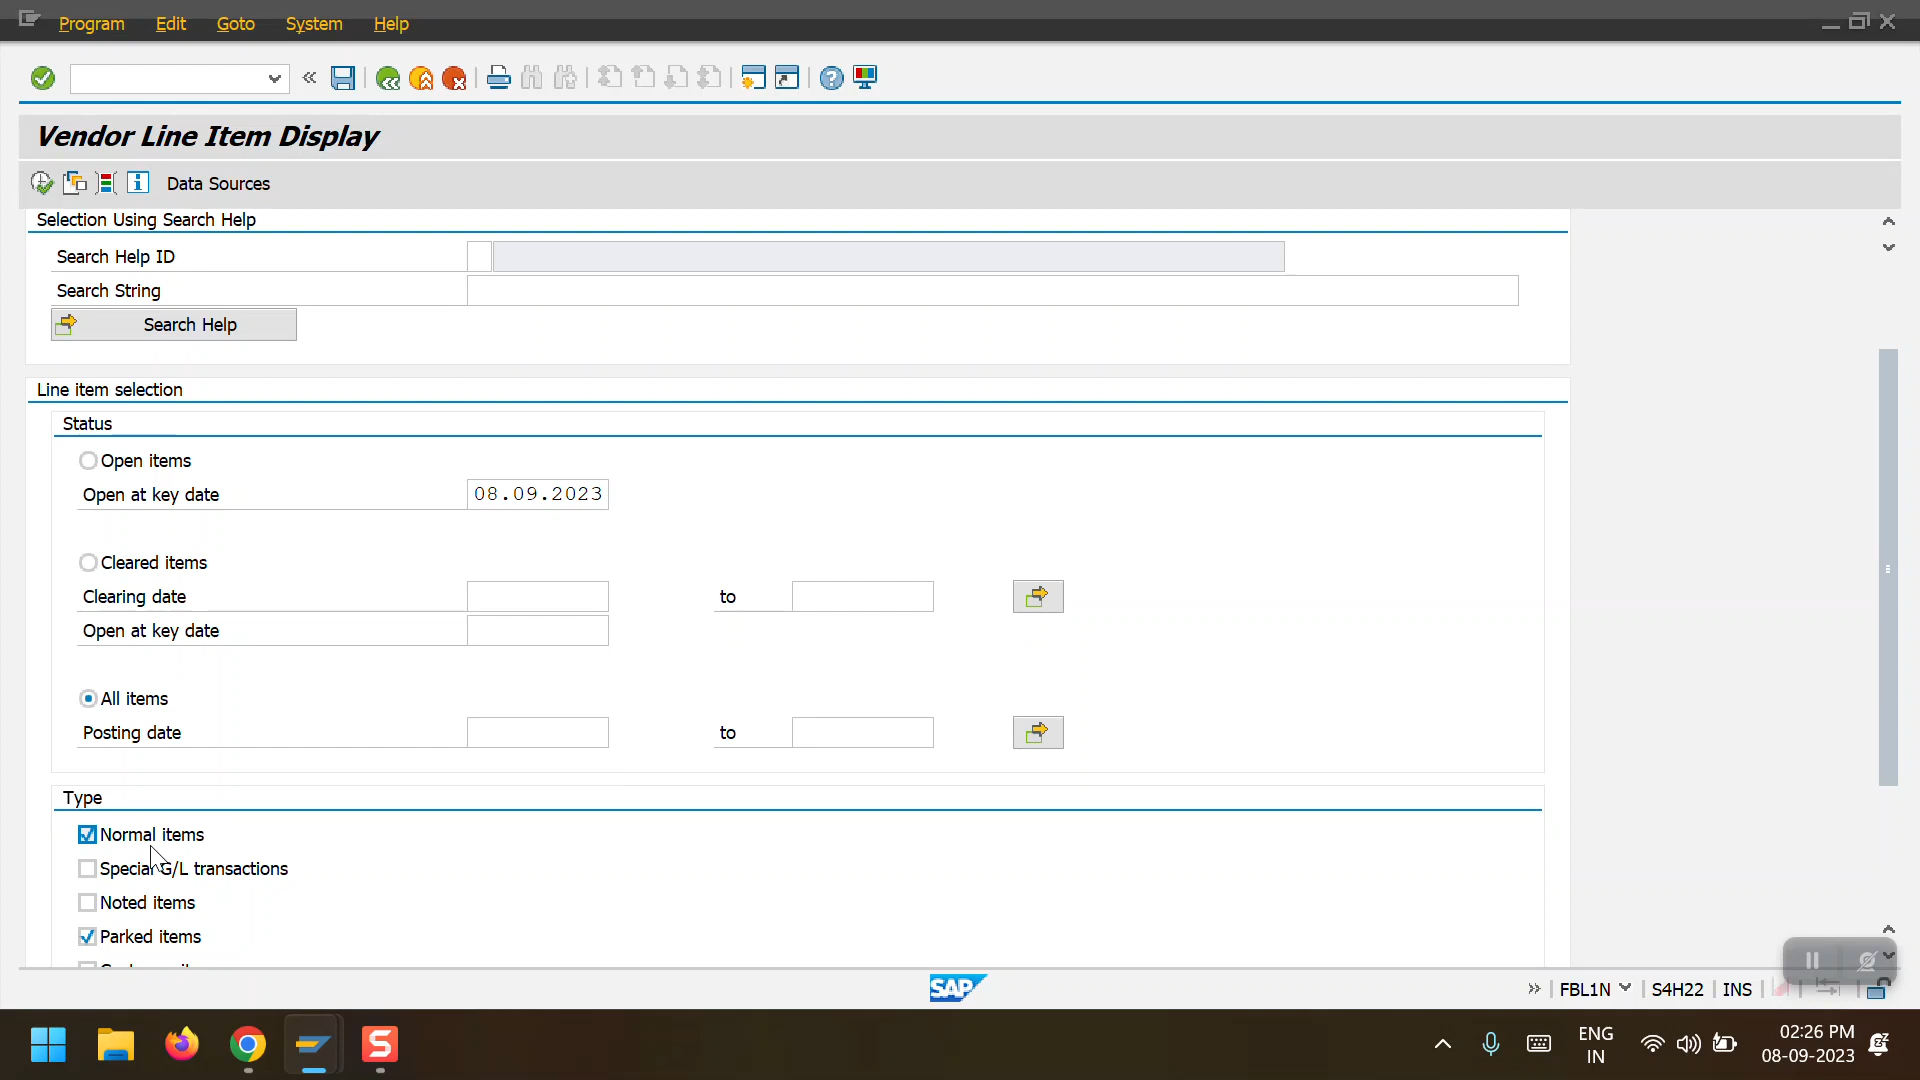 Program Edit Goto System Help
Vendor Line Item Display
Data Sources
Selection Using Search Help
Search Help ID
Search String
Search Help
Line item selection
Status
Open items
Open at key date 08.09.2023
Cleared items
Clearing date to
Open at key date
All items
Posting date to
Type
Normal items
Special G/L transactions
Noted items
Parked items
SAP FBL1N S4H22 INS
ENG 02:26 PM
IN 08-09-2023